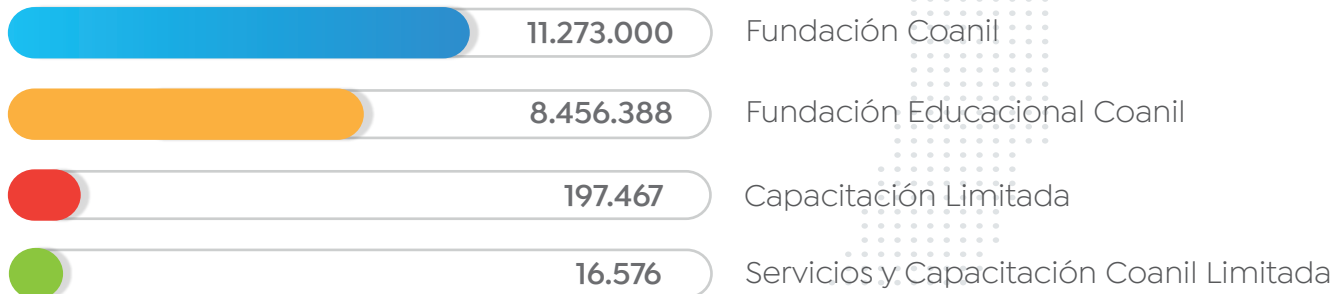 11.273.000 Fundación Coanil
8.456.388 Fundación Educacional Coanil
197.467 Capacitación Limitada
16.576 Servicios y Capacitación Coanil Limitada